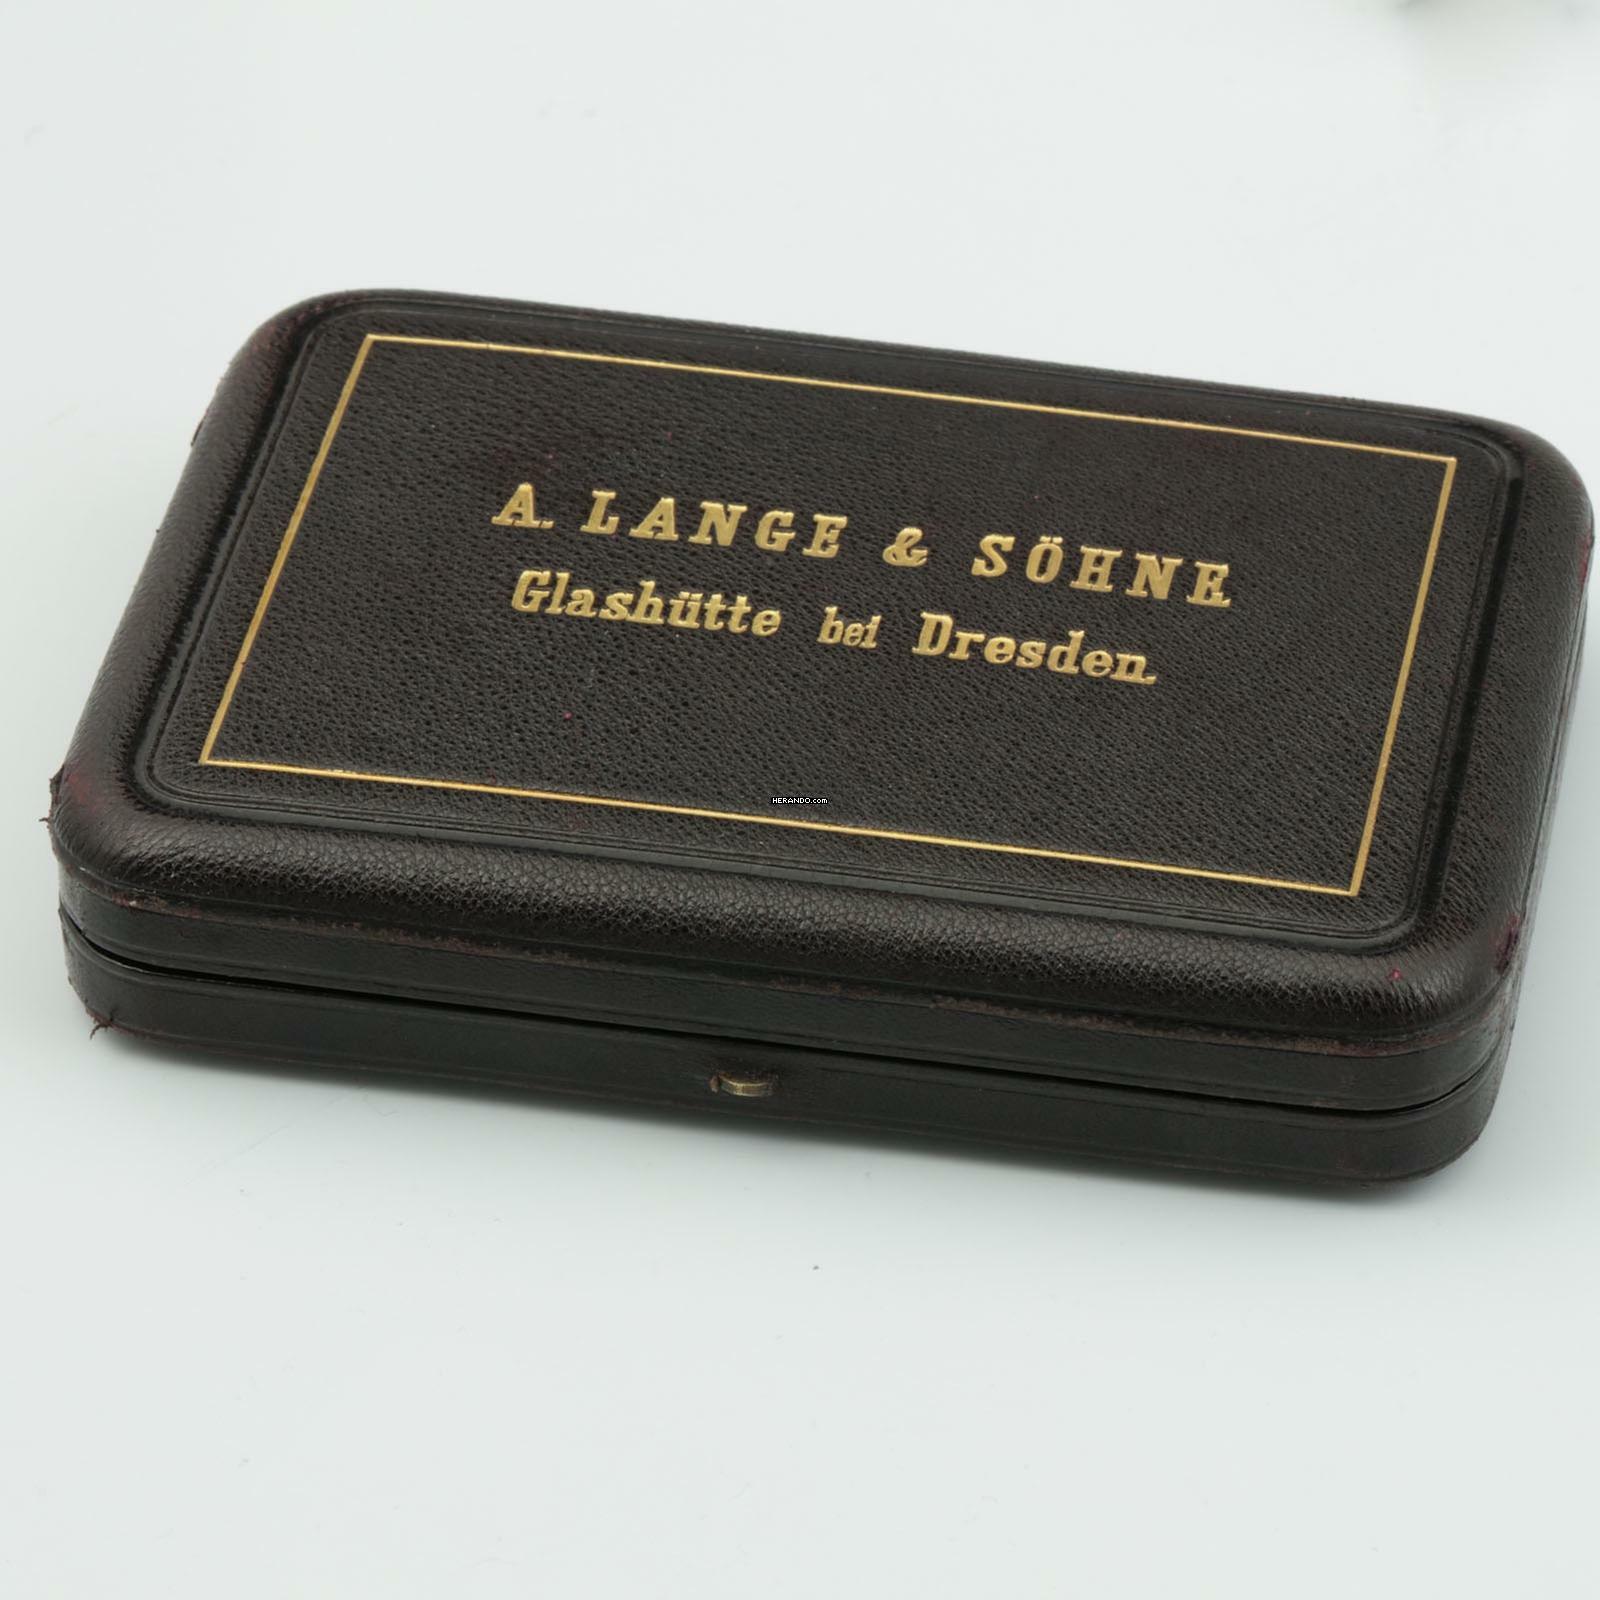 A. LANGE & SÖHNE
Glashütte bei Dresden.
HERANDO.com